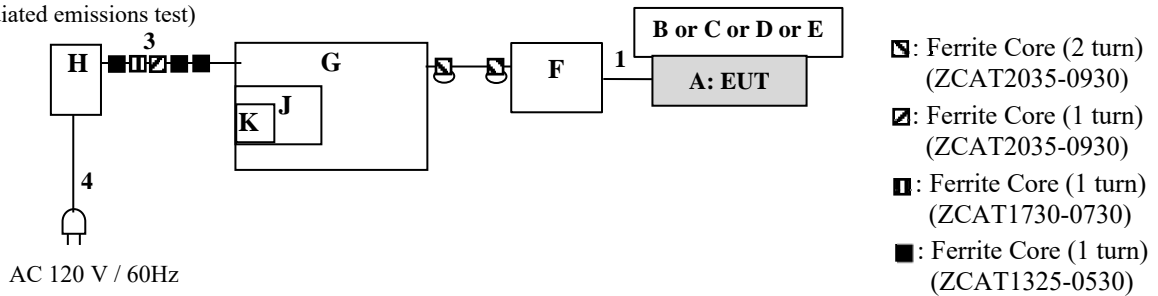 iated emissions test)
3
H
G
F
1
B or C or D or E
A: EUT
J
K
4
AC 120 V / 60Hz
: Ferrite Core (2 turn)
(ZCAT2035-0930)
: Ferrite Core (1 turn)
(ZCAT2035-0930)
: Ferrite Core (1 turn)
(ZCAT1730-0730)
: Ferrite Core (1 turn)
(ZCAT1325-0530)